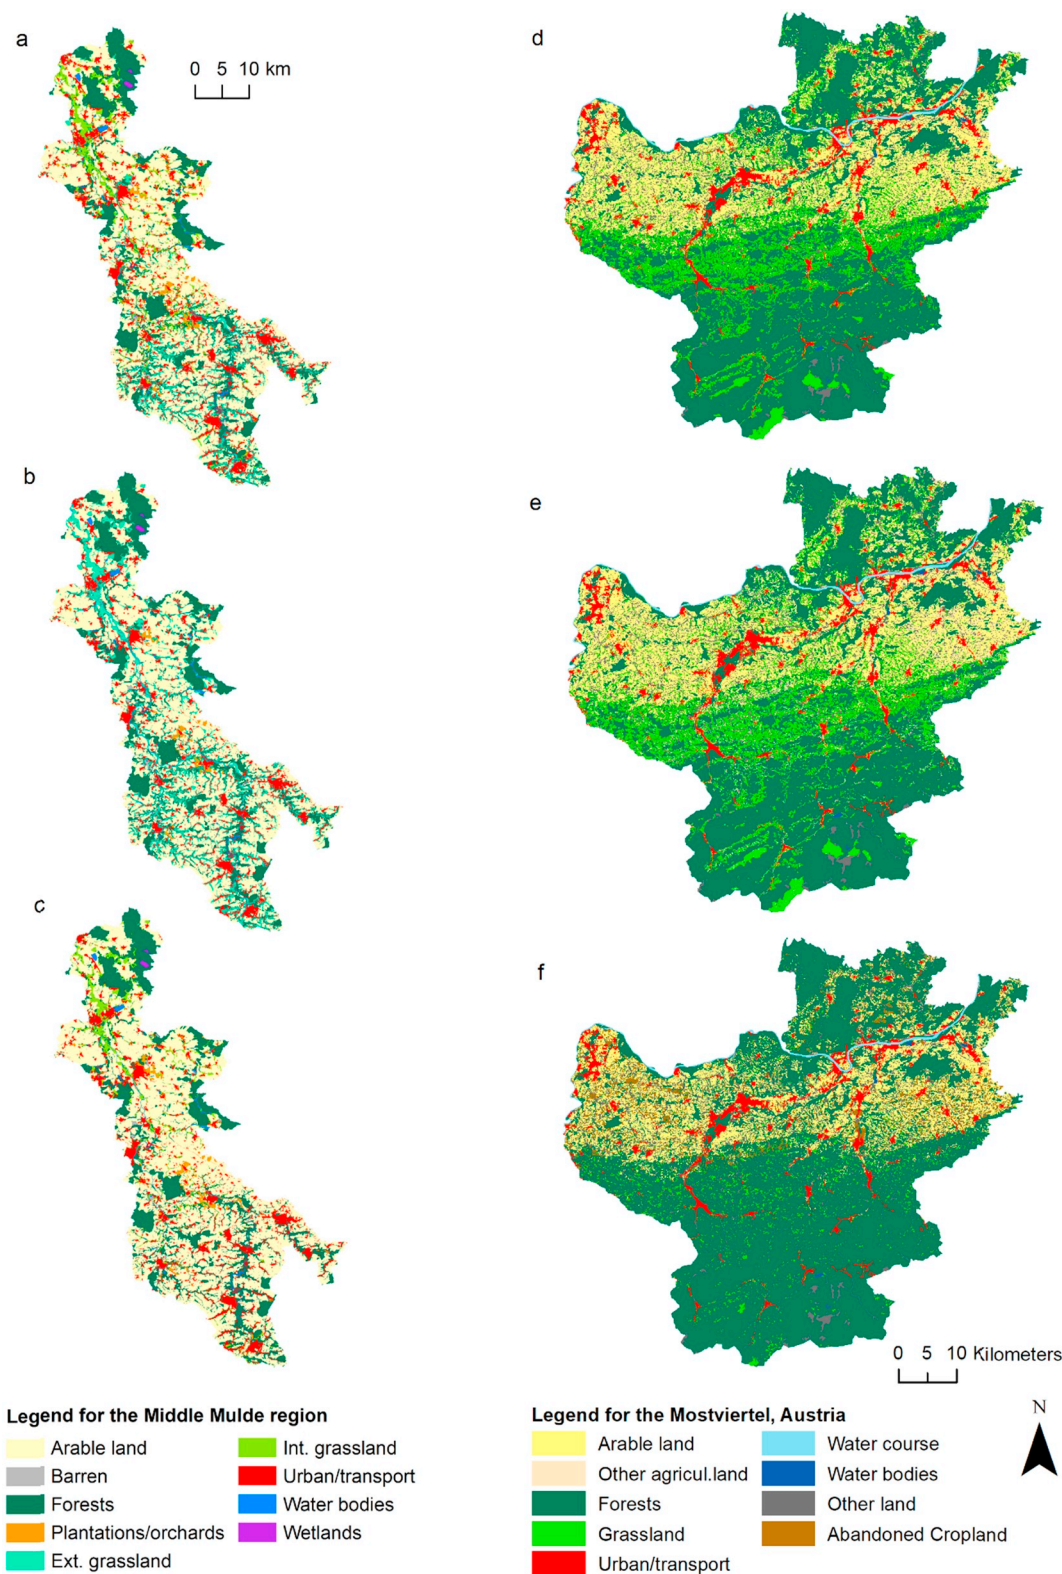 a
0 5 10 km
b
c
d
e
f
0 5 10 Kilometers
N
Legend for the Middle Mulde region
Arable land
Barren
Forests
Plantations/orchards
Ext. grassland
Int. grassland
Urban/transport
Water bodies
Wetlands
Legend for the Mostviertel, Austria
Arable land
Other agricul.land
Forests
Grassland
Urban/transport
Water course
Water bodies
Other land
Abandoned Cropland